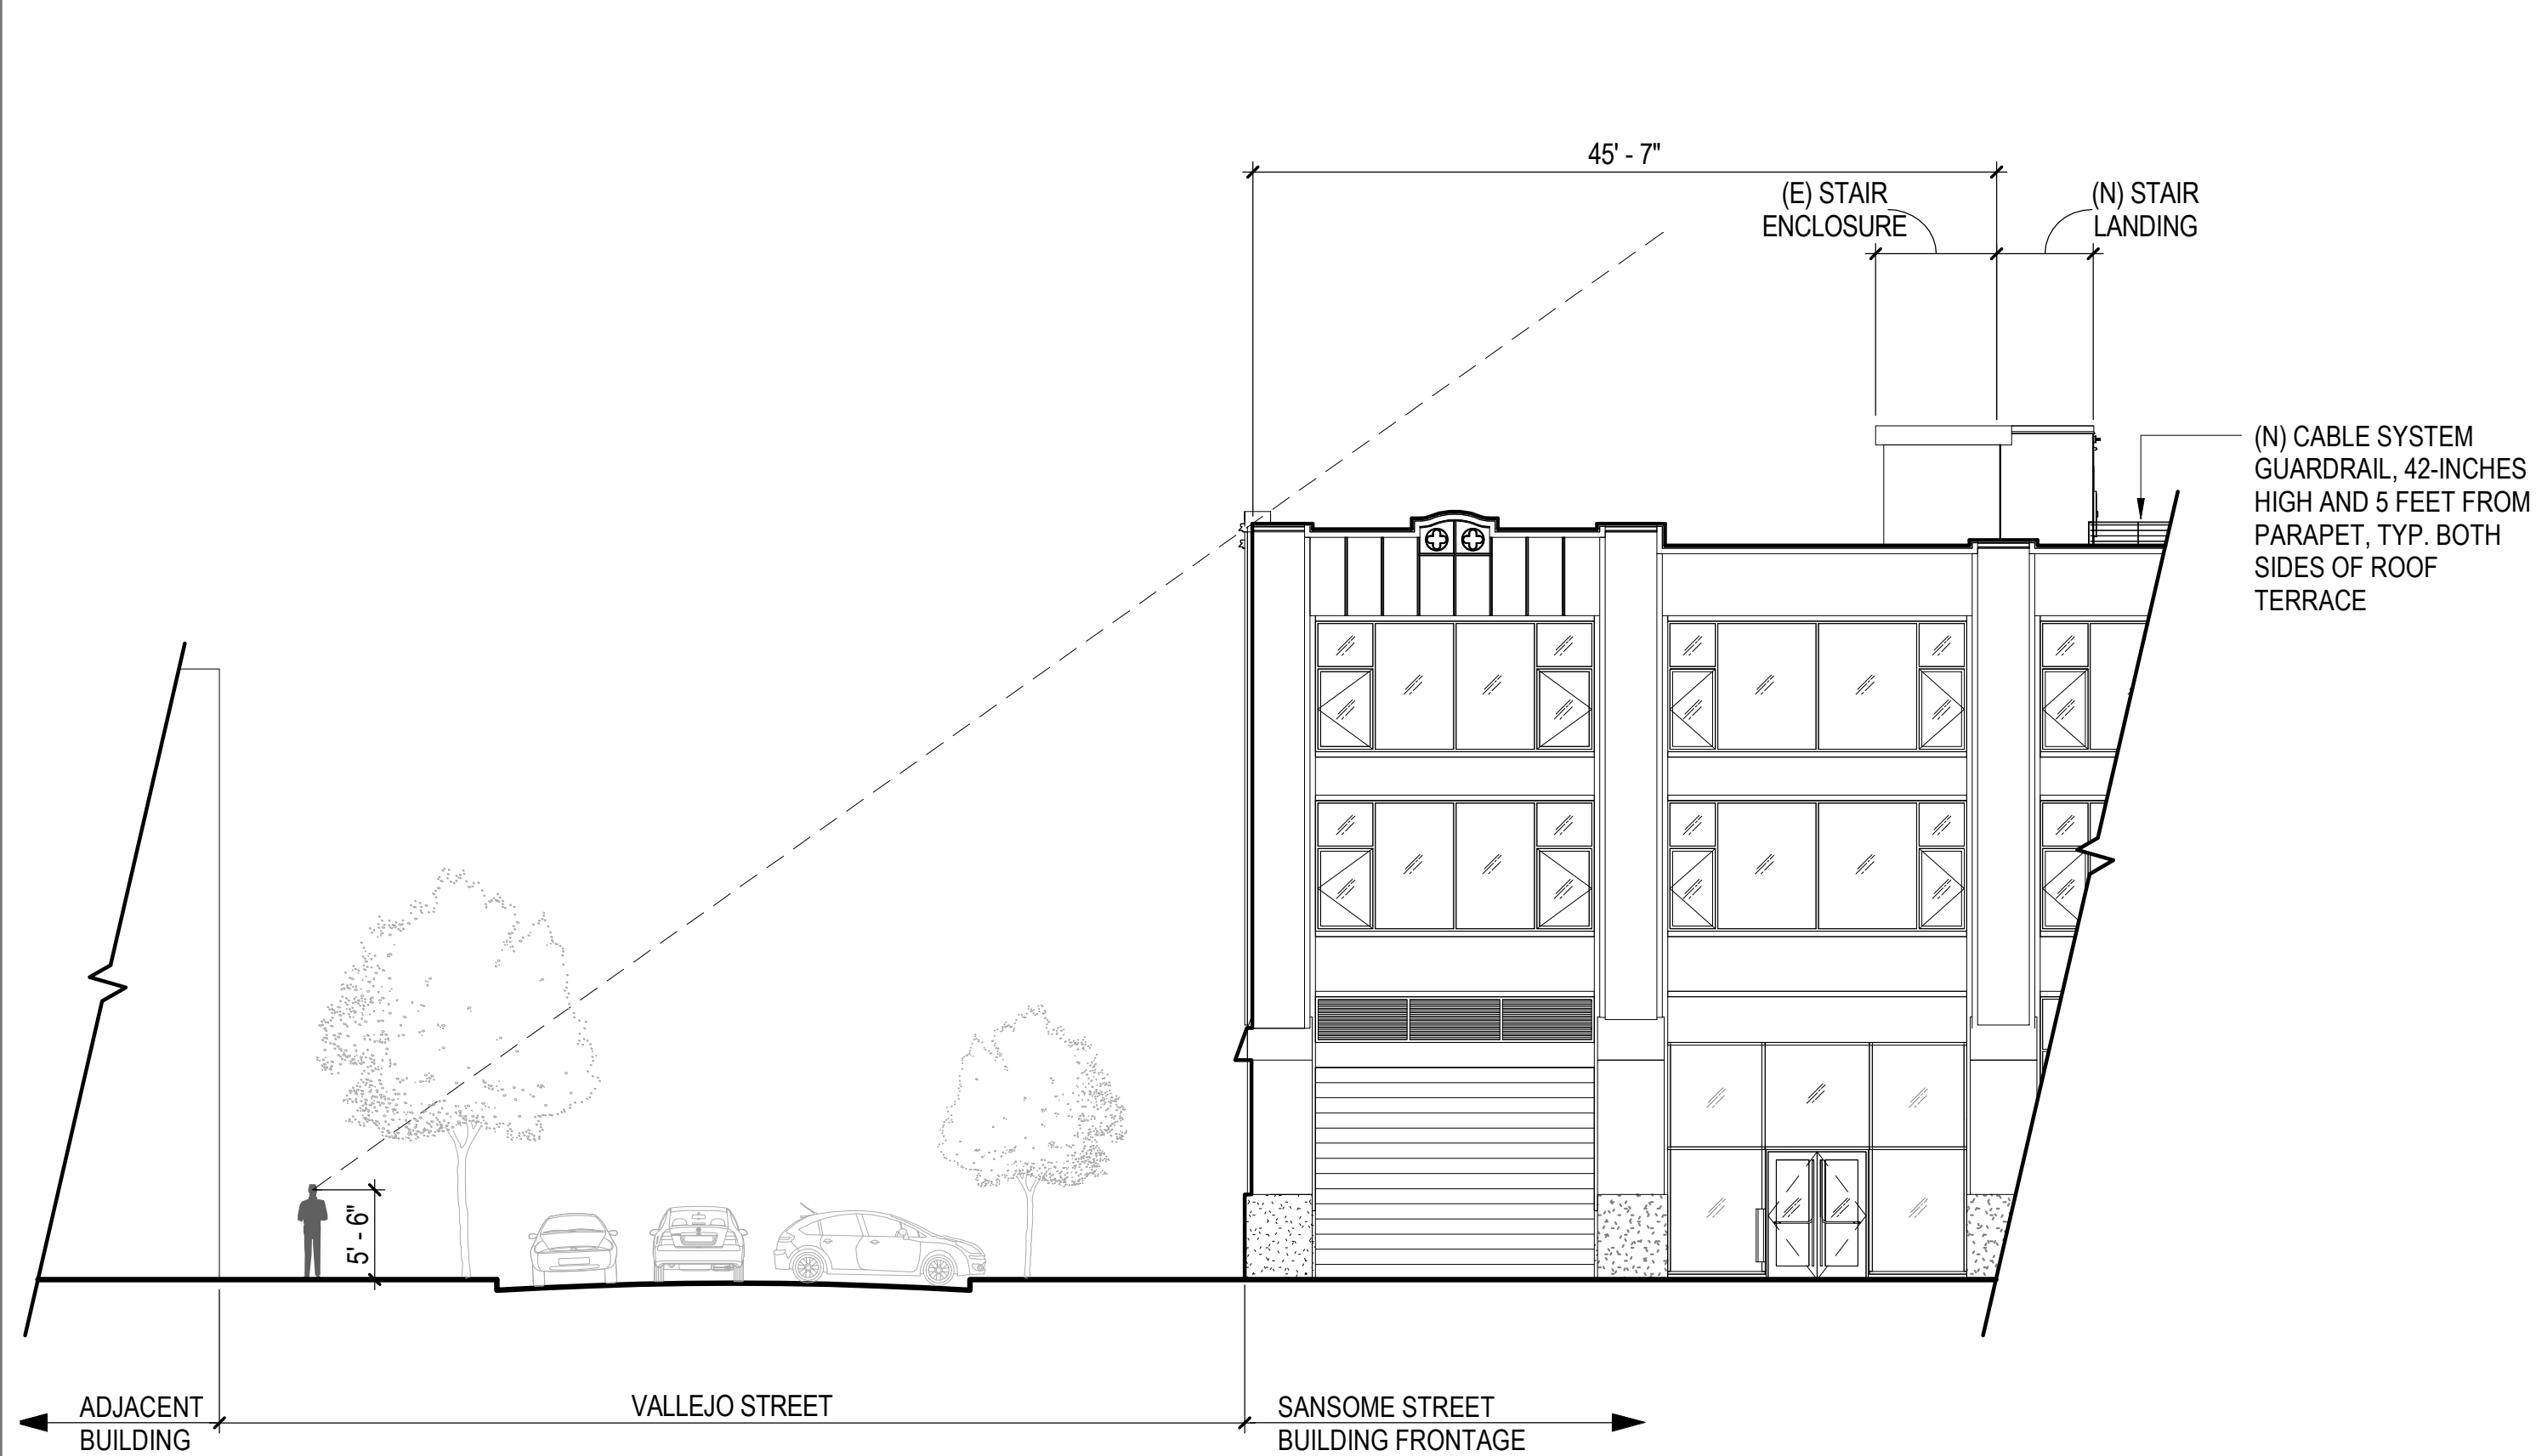 45' - 7"
(E) STAIR
ENCLOSURE
(N) STAIR
LANDING
(N) CABLE SYSTEM
GUARDRAIL, 42-INCHES
HIGH AND 5 FEET FROM
PARAPET, TYP. BOTH
SIDES OF ROOF
TERRACE
5' - 6"
ADJACENT
BUILDING
VALLEJO STREET
SANSOME STREET
BUILDING FRONTAGE